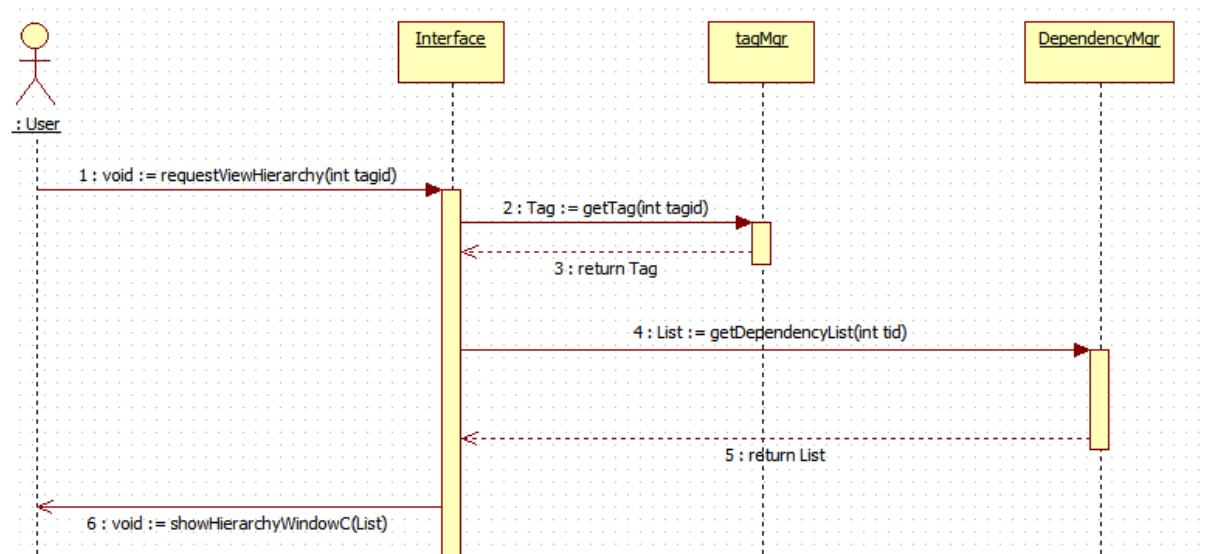 Interface
tagMgr
DependencyMgr
: User
1 : void := requestViewHierarchy(int tagid)
2 : Tag := getTag(int tagid)
3 : return Tag
4 : List := getDependencyList(int tid)
5 : return List
6 : void := showHierarchyWindowC(List)